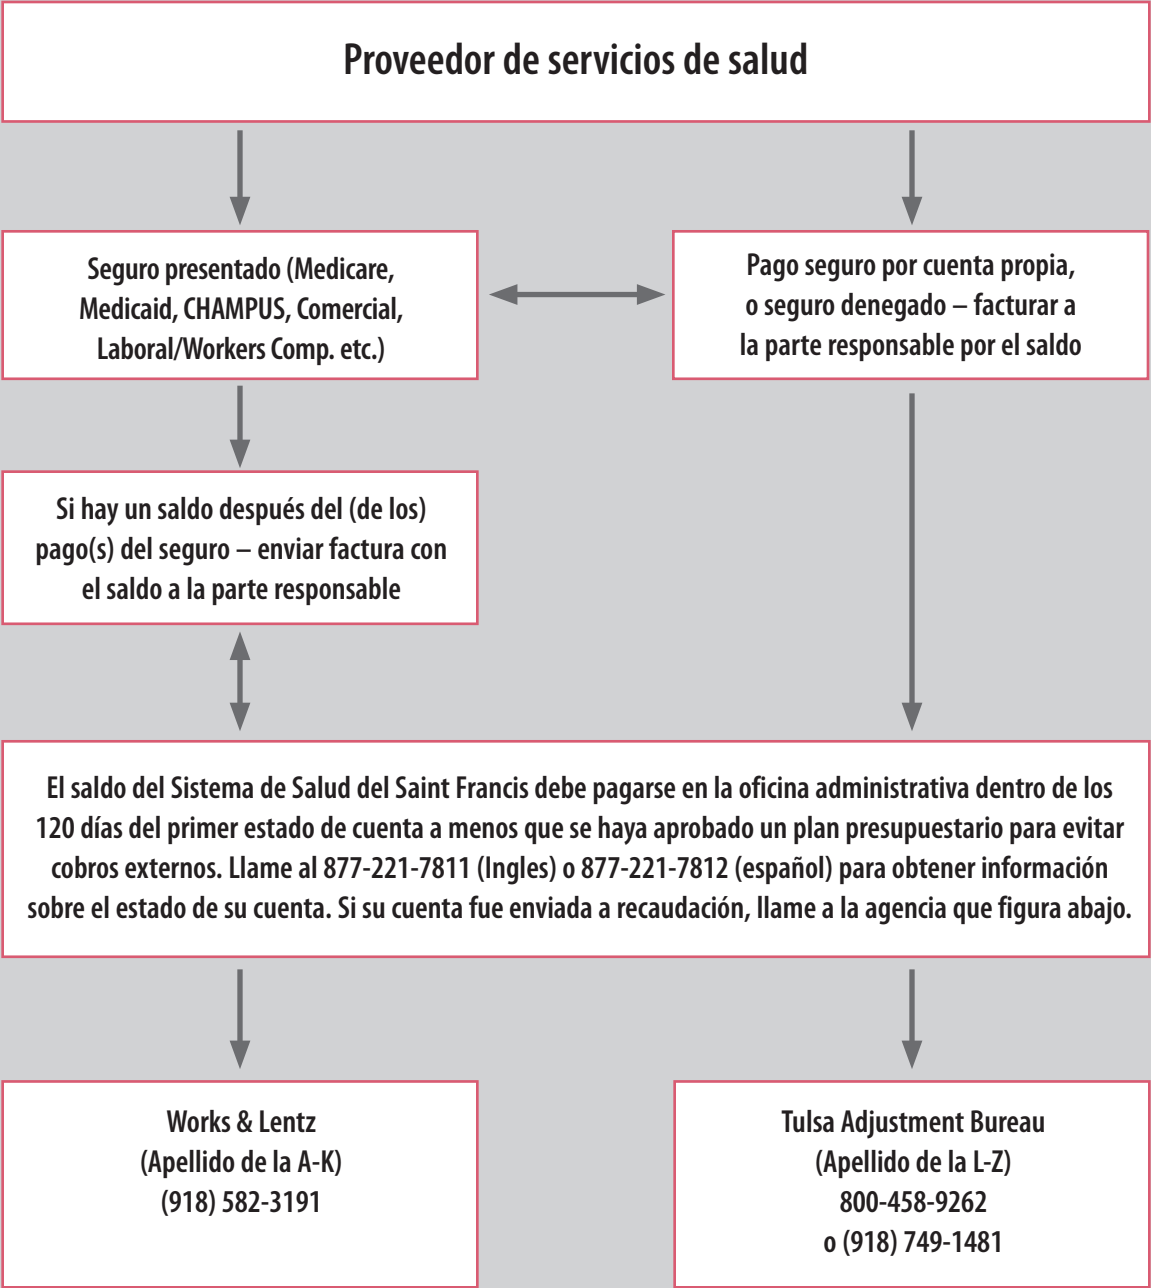 Proveedor de servicios de salud
Seguro presentado (Medicare,
Medicaid, CHAMPUS, Comercial,
Laboral/Workers Comp. etc.)
Pago seguro por cuenta propia,
o seguro denegado – facturar a
la parte responsable por el saldo
Si hay un saldo después del (de los)
pago(s) del seguro – enviar factura con
el saldo a la parte responsable
El saldo del Sistema de Salud del Saint Francis debe pagarse en la oficina administrativa dentro de los
120 días del primer estado de cuenta a menos que se haya aprobado un plan presupuestario para evitar
cobros externos. Llame al 877-221-7811 (Ingles) o 877-221-7812 (español) para obtener información
sobre el estado de su cuenta. Si su cuenta fue enviada a recaudación, llame a la agencia que figura abajo.
Works & Lentz
(Apellido de la A-K)
(918) 582-3191
Tulsa Adjustment Bureau
(Apellido de la L-Z)
800-458-9262
o (918) 749-1481